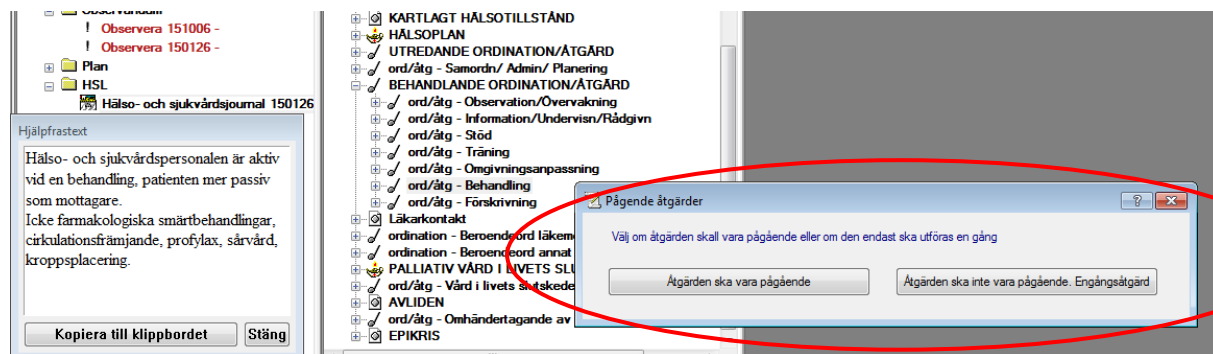 Observandum
! Observera 151006 -
! Observera 150126 -
Plan
HSL
Hälso- och sjukvårdsjournal 150126
Hjälpfrastext
Hälso- och sjukvårdspersonalen är aktiv
vid en behandling, patienten mer passiv
som mottagare.
Icke farmakologiska smärtbehandlingar,
cirkulationsfrämjande, profylax, sårvård,
kroppsplacering.
Kopiera till klippbordet
Stäng
KARTLAGT HÄLSOTILLSTÅND
HÄLSOPLAN
UTREDANDE ORDINATION/ÅTGÄRD
ord/åtg - Samordn/ Admin/ Planering
BEHANDLANDE ORDINATION/ÅTGÄRD
ord/åtg - Observation/Övervakning
ord/åtg - Information/Undervisn/Rådgivn
ord/åtg - Stöd
ord/åtg - Träning
ord/åtg - Omgivningsanpassning
ord/åtg - Behandling
ord/åtg - Förskrivning
Läkarkontakt
ordination - Beroendeord läkeme
ordination - Beroendeord annat
PALLIATIV VÅRD I LIVETS SLU
ord/åtg - Vård i livets slutskede
AVLIDEN
ord/åtg - Omhändertagande av
EPIKRIS
Pågende åtgärder
Välj om åtgärden skall vara pågående eller om den endast ska utföras en gång
Åtgärden ska vara pågående
Åtgärden ska inte vara pågående. Engångsåtgärd